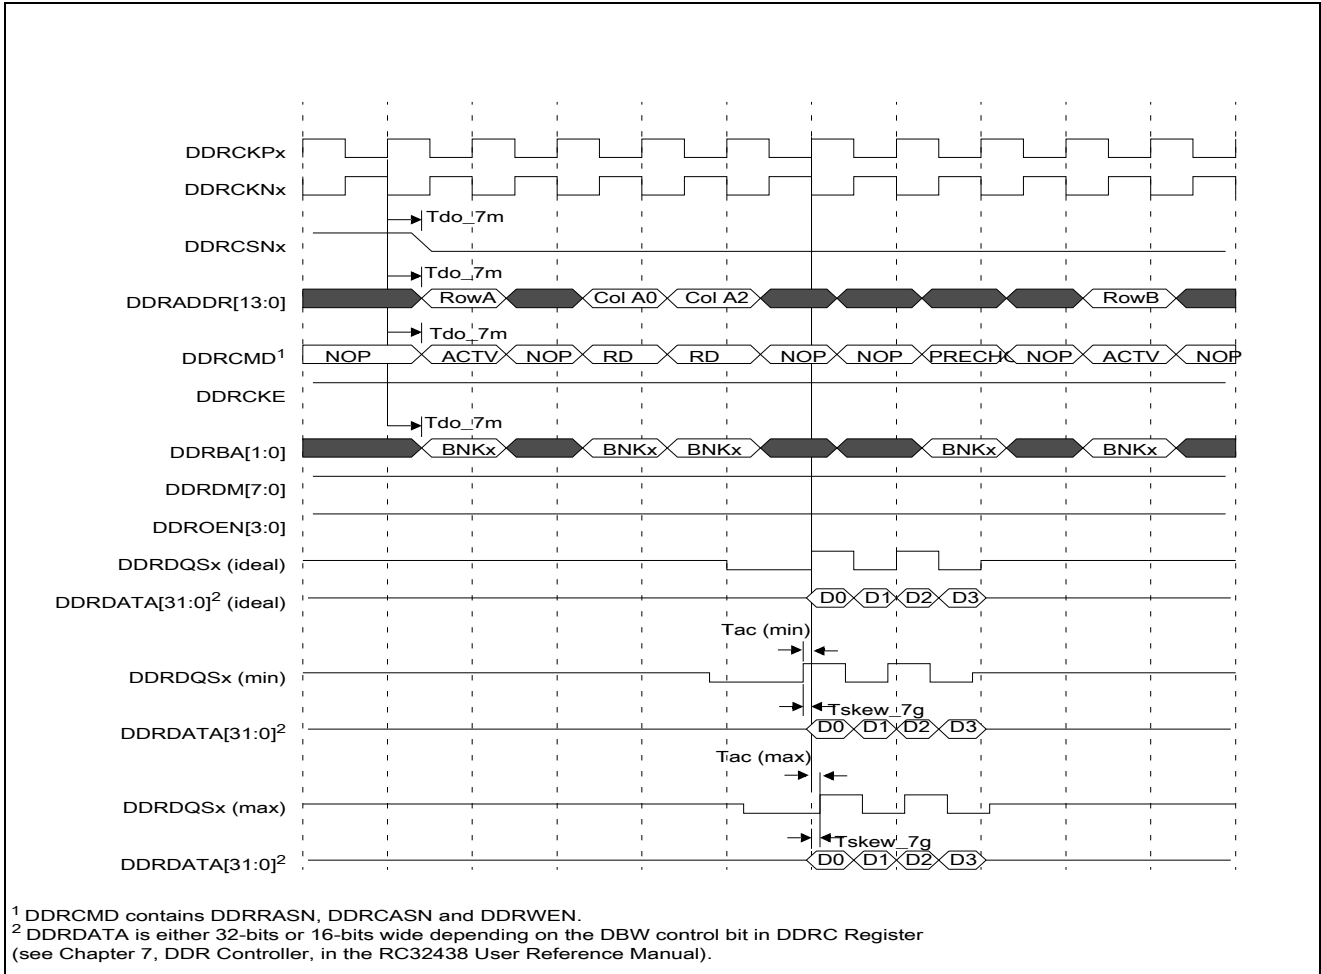 DDRCKPx
DDRCKNx
Tdo_7m
DDRCSNx
Tdo_7m
DDRADDR[13:0] RowA Col A0 Col A2 RowB
Tdo_7m
DDRCMD1 NOP ACTV NOP RD RD NOP NOP PRECHG NOP ACTV NOP
DDRCKE
Tdo_7m
DDRBA[1:0] BNKx BNKx BNKx BNKx BNKx
DDRDM[7:0]
DDROEN[3:0]
DDRDQSx (ideal)
DDRDATA[31:0]2 (ideal) D0 D1 D2 D3
Tac (min)
DDRDQSx (min)
Tskew_7g
DDRDATA[31:0]2 D0 D1 D2 D3
Tac (max)
DDRDQSx (max)
Tskew_7g
DDRDATA[31:0]2 D0 D1 D2 D3
1 DDRCMD contains DDRRASN, DDRCASN and DDRWEN.
2 DDRDATA is either 32-bits or 16-bits wide depending on the DBW control bit in DDRC Register
(see Chapter 7, DDR Controller, in the RC32438 User Reference Manual).